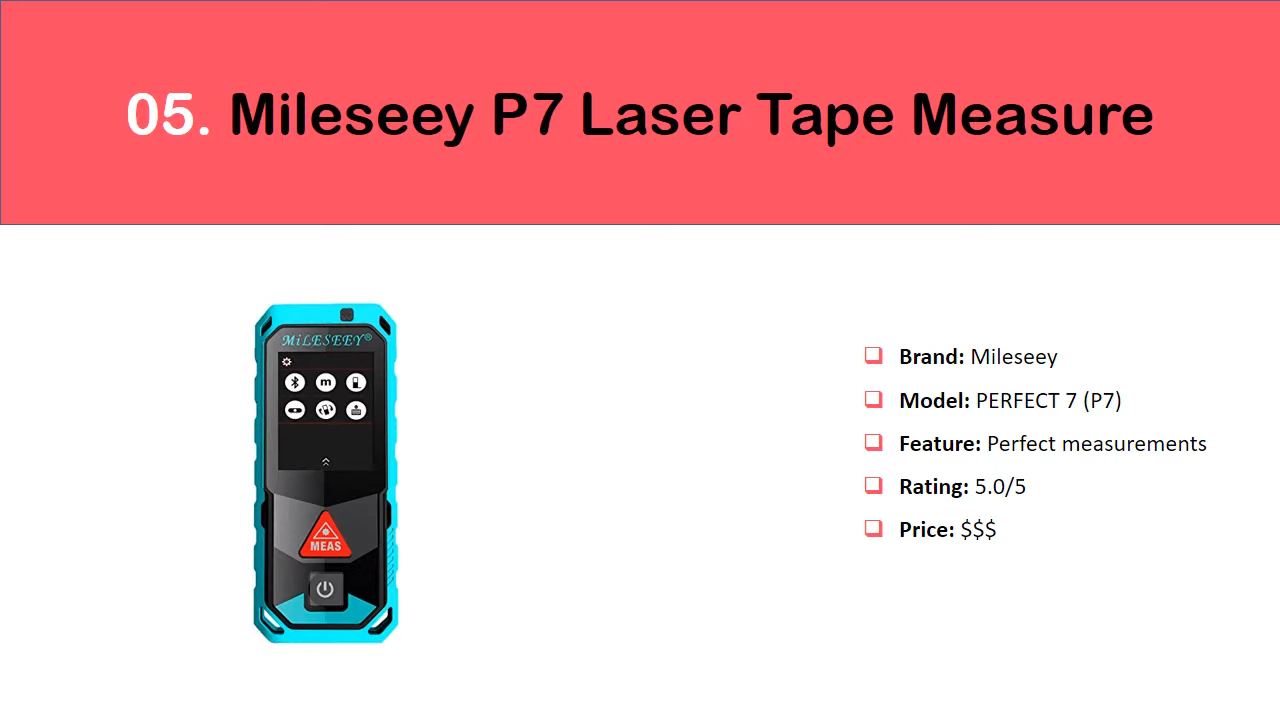 05. Mileseey P7 Laser Tape Measure
MiLESEEY®
m
MEAS
Brand: Mileseey
Model: PERFECT 7 (P7)
Feature: Perfect measurements
Rating: 5.0/5
Price: $$$